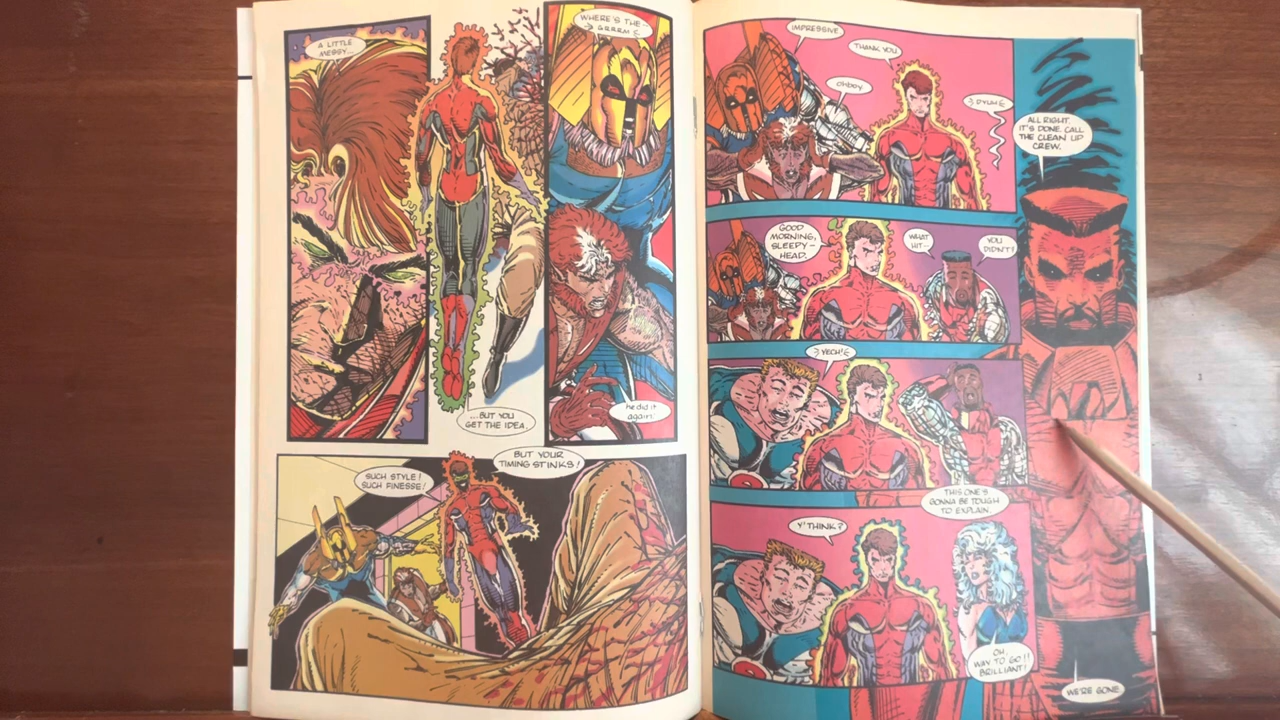 A LITTLE
MESSY--
...BUT YOU
GET THE IDEA.
WHERE'S THE--
GRRRM
he did it
again.
SUCH STYLE!
SUCH FINESSE!
BUT YOUR
TIMING STINKS!
IMPRESSIVE
THANK YOU
OHBOY
DYUH
ALL RIGHT.
IT'S DONE. CALL
THE CLEAN UP
CREW.
GOOD
MORNING,
SLEEPY-
HEAD.
WHAT
HIT--
YOU
DIDN'T?
YECH!
THIS ONE'S
GONNA BE TOUGH
TO EXPLAIN.
Y'THINK?
OH,
WAY TO GO!!
BRILLIANT!
WE'RE GONE.